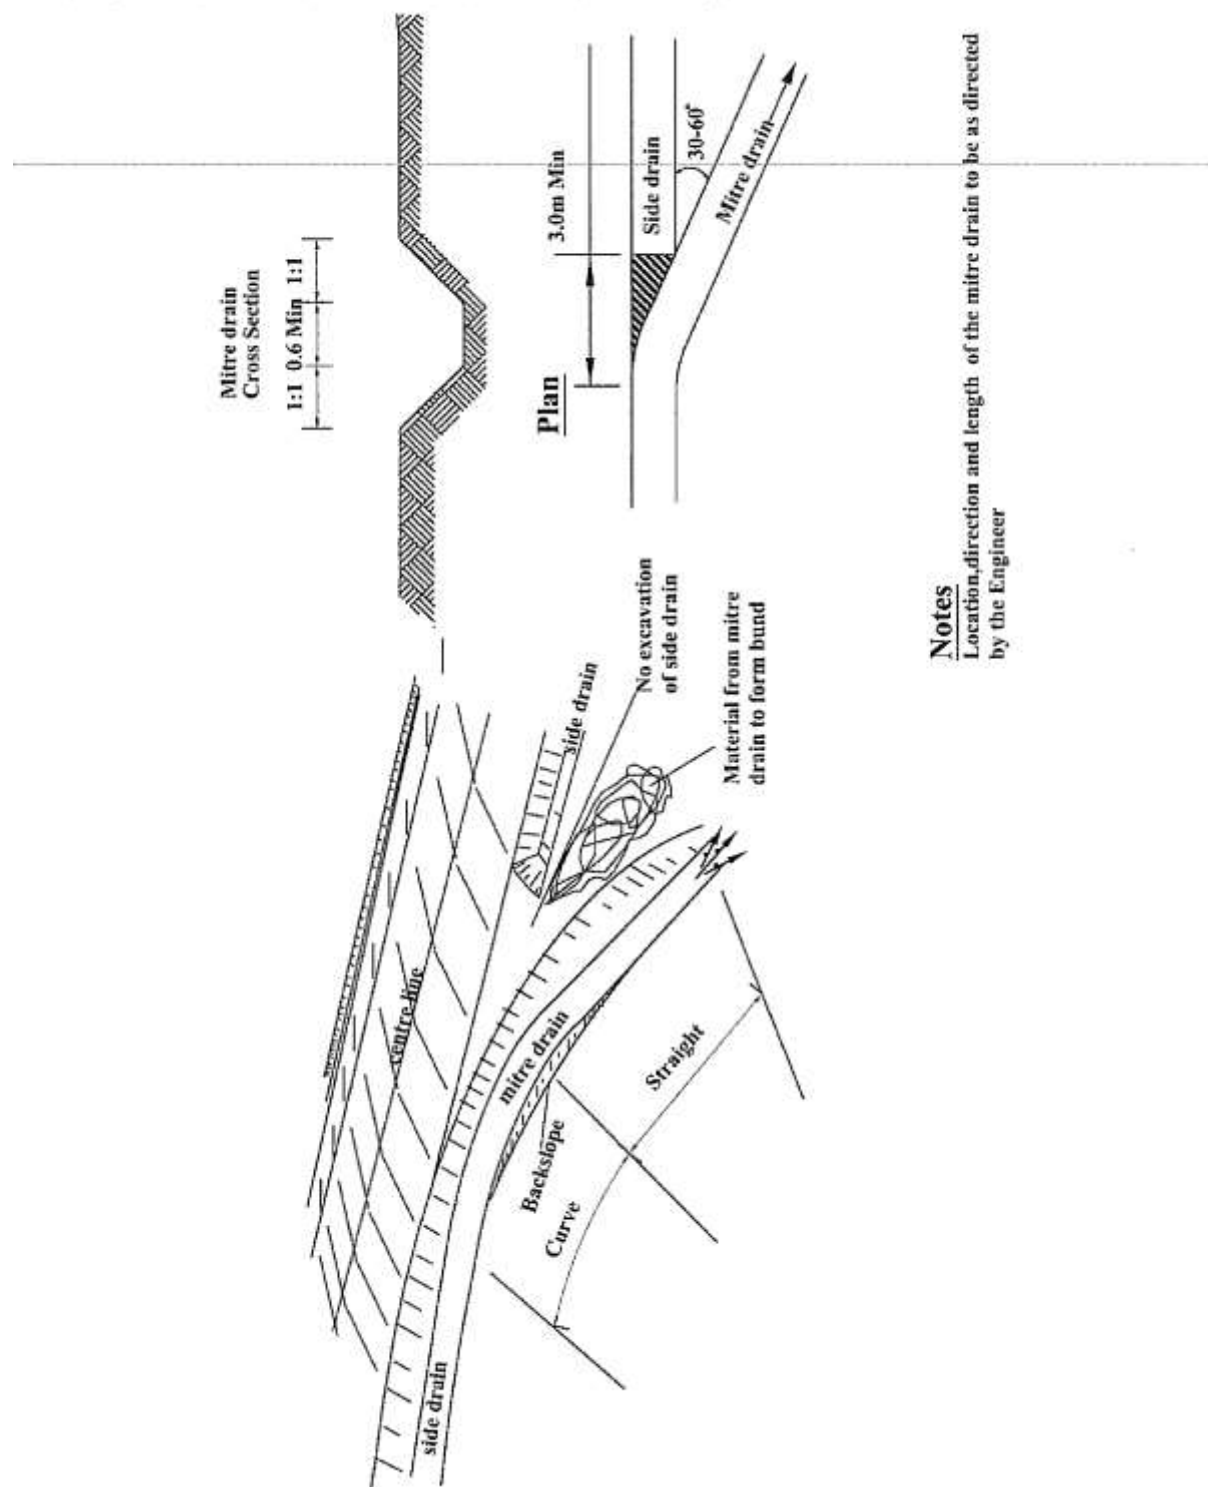 Mitre drain
Cross Section
1:1
0.6 Min
1:1
Plan
3.0m Min
Side drain
30-60°
Mitre drain
centre line
side drain
No excavation
of side drain
Material from mitre
drain to form bund
mitre drain
Backslope
Straight
Curve
side drain
Notes
Location,direction and length of the mitre drain to be as directed
by the Engineer